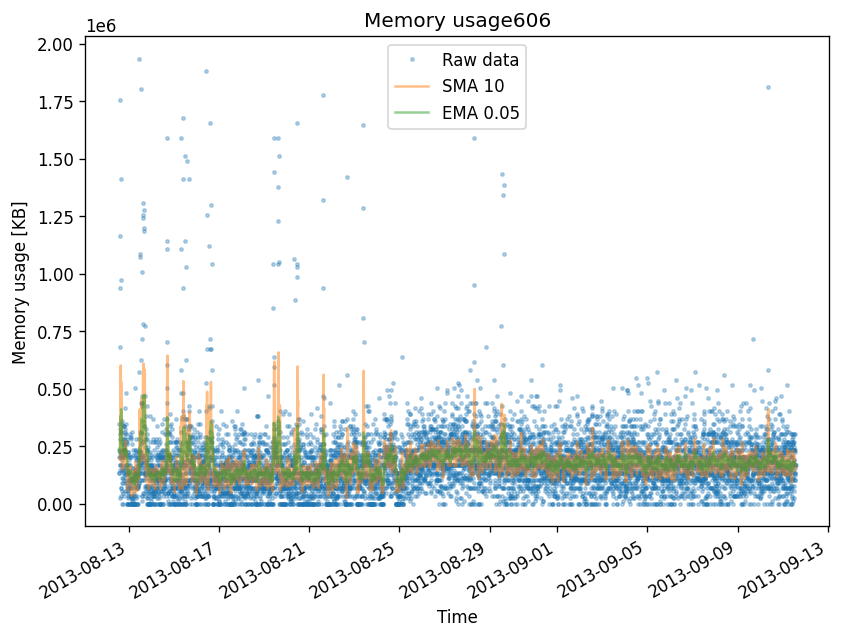 Memory usage606
1e6
Raw data
SMA 10
EMA 0.05
2.00
1.75
1.50
1.25
1.00
0.75
0.50
0.25
0.00
Memory usage [KB]
2013-08-13
2013-08-17
2013-08-21
2013-08-25
2013-08-29
2013-09-01
2013-09-05
2013-09-09
2013-09-13
Time